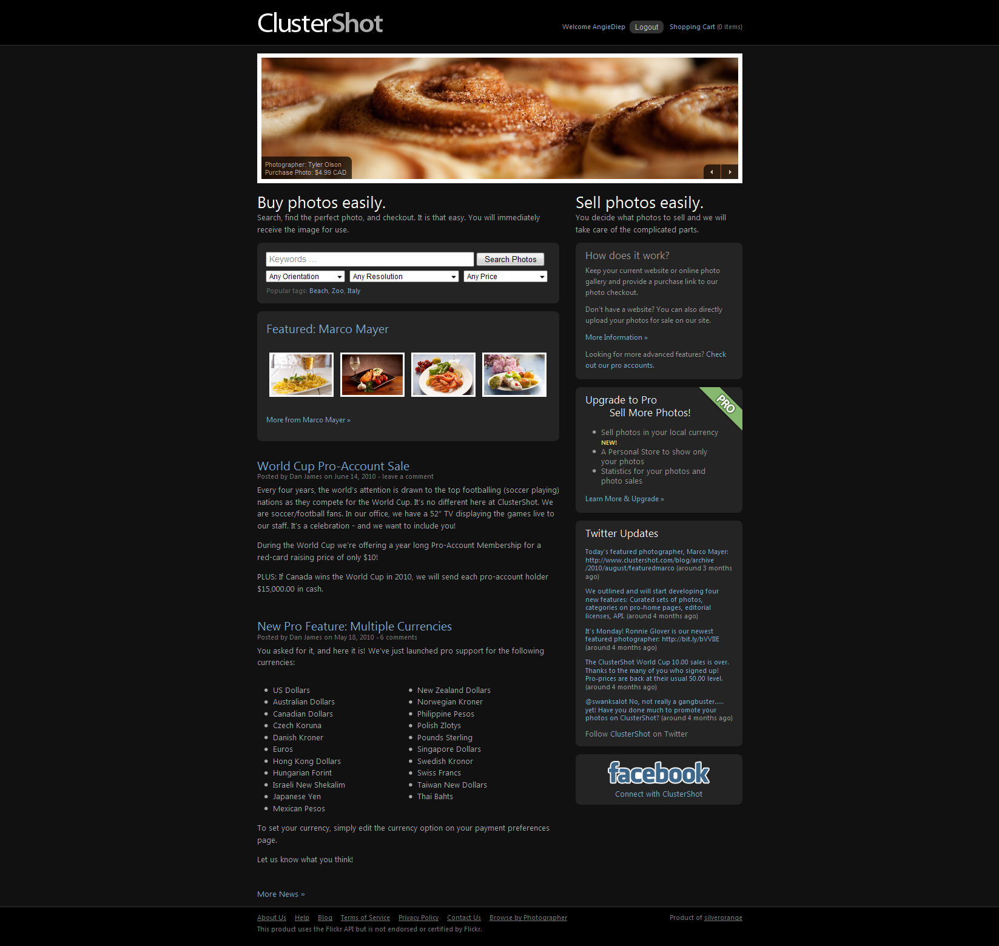 ClusterShot
Welcome AngieDiep Logout Shopping Cart (0 items)
Photographer: Tyler Olson
Purchase Photo: $4.99 CAD
Buy photos easily.
Search, find the perfect photo, and checkout. It is that easy. You will immediately
receive the image for use.
Keywords ... Search Photos
Any Orientation Any Resolution Any Price
Popular tags: Beach, Zoo, Italy
Featured: Marco Mayer
More from Marco Mayer »
World Cup Pro-Account Sale
Posted by Dan James on June 14, 2010 - leave a comment
Every four years, the world's attention is drawn to the top footballing (soccer playing)
nations as they compete for the World Cup. It's no different here at ClusterShot. We
are soccer/football fans. In our office, we have a 52" TV displaying the games live to
our staff. It's a celebration - and we want to include you!
During the World Cup we're offering a year long Pro-Account Membership for a
red-card raising price of only $10!
PLUS: If Canada wins the World Cup in 2010, we will send each pro-account holder
$15,000.00 in cash.
New Pro Feature: Multiple Currencies
Posted by Dan James on May 18, 2010 - 6 comments
You asked for it, and here it is! We've just launched pro support for the following
currencies:
US Dollars
Australian Dollars
Canadian Dollars
Czech Koruna
Danish Kroner
Euros
Hong Kong Dollars
Hungarian Forint
Israeli New Shekalim
Japanese Yen
Mexican Pesos
New Zealand Dollars
Norwegian Kroner
Philippine Pesos
Polish Zlotys
Pounds Sterling
Singapore Dollars
Swedish Kronor
Swiss Francs
Taiwan New Dollars
Thai Bahts
To set your currency, simply edit the currency option on your payment preferences
page.
Let us know what you think!
More News »
Sell photos easily.
You decide what photos to sell and we will
take care of the complicated parts.
How does it work?
Keep your current website or online photo
gallery and provide a purchase link to our
photo checkout.
Don't have a website? You can also directly
upload your photos for sale on our site.
More Information »
Looking for more advanced features? Check
out our pro accounts.
Upgrade to Pro
Sell More Photos!
PRO
Sell photos in your local currency
NEW!
A Personal Store to show only
your photos
Statistics for your photos and
photo sales
Learn More & Upgrade »
Twitter Updates
Today's featured photographer, Marco Mayer:
http://www.clustershot.com/blog/archive
/2010/august/featuredmarco (around 3 months
ago)
We outlined and will start developing four
new features: Curated sets of photos,
categories on pro-home pages, editorial
licenses, API. (around 4 months ago)
It's Monday! Ronnie Glover is our newest
featured photographer: http://bit.ly/bVVIIE
(around 4 months ago)
The ClusterShot World Cup 10.00 sales is over.
Thanks to the many of you who signed up!
Pro-prices are back at their usual 50.00 level.
(around 4 months ago)
@swanksalot No, not really a gangbuster.....
yet! Have you done much to promote your
photos on ClusterShot? (around 4 months ago)
Follow ClusterShot on Twitter
facebook
Connect with ClusterShot
About Us Help Blog Terms of Service Privacy Policy Contact Us Browse by Photographer Product of silverorange
This product uses the Flickr API but is not endorsed or certified by Flickr.